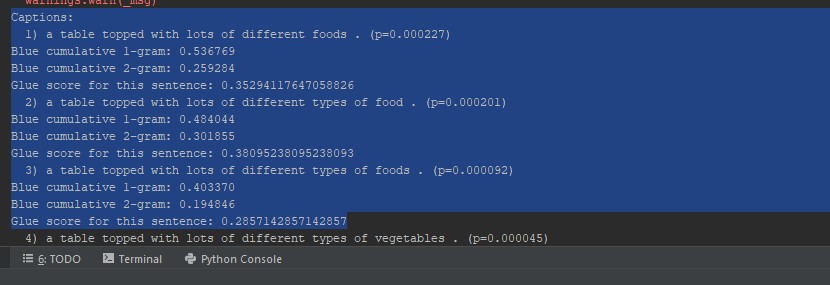 warnings.warn(_msg)
Captions:
1) a table topped with lots of different foods . (p=0.000227)
Blue cumulative 1-gram: 0.536769
Blue cumulative 2-gram: 0.259284
Glue score for this sentence: 0.35294117647058826
2) a table topped with lots of different types of food . (p=0.000201)
Blue cumulative 1-gram: 0.484044
Blue cumulative 2-gram: 0.301855
Glue score for this sentence: 0.38095238095238093
3) a table topped with lots of different types of foods . (p=0.000092)
Blue cumulative 1-gram: 0.403370
Blue cumulative 2-gram: 0.194846
Glue score for this sentence: 0.2857142857142857
4) a table topped with lots of different types of vegetables . (p=0.000045)
6: TODO Terminal Python Console